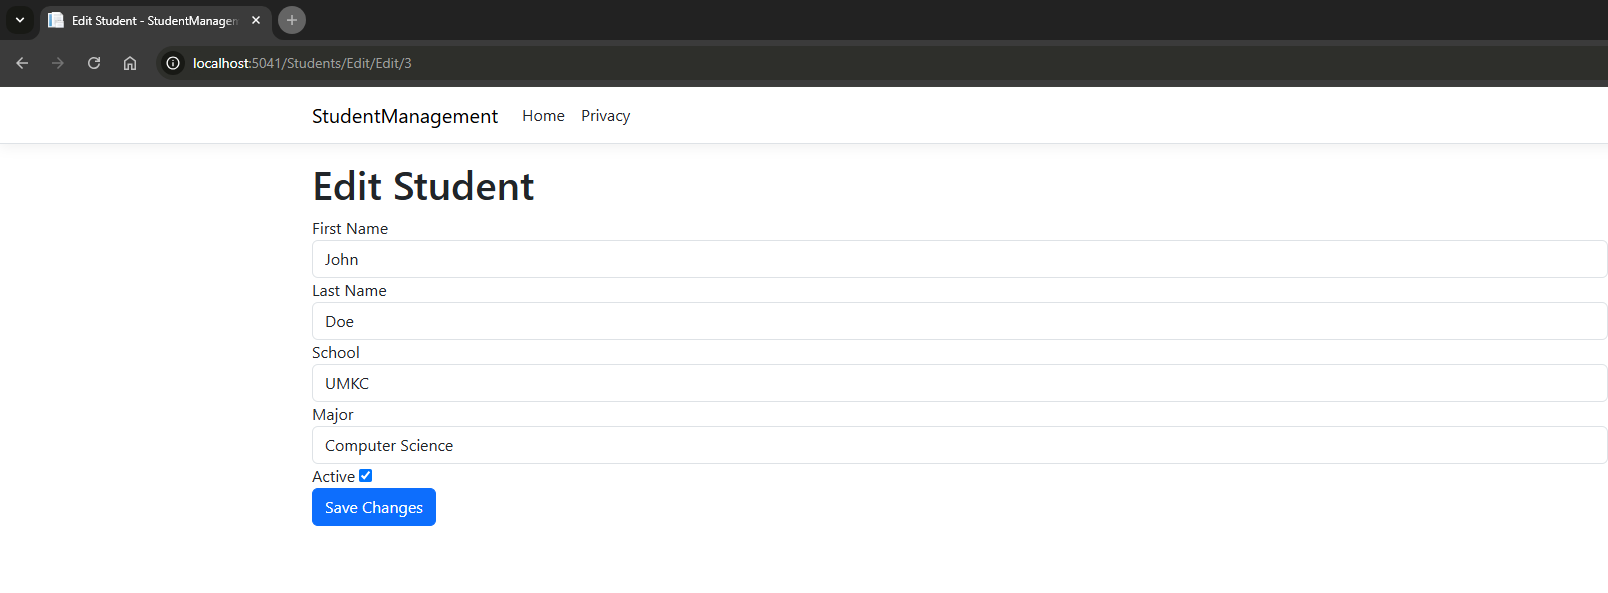 Edit Student - StudentManagem
localhost:5041/Students/Edit/Edit/3
StudentManagement Home Privacy
Edit Student
First Name
John
Last Name
Doe
School
UMKC
Major
Computer Science
Active
Save Changes